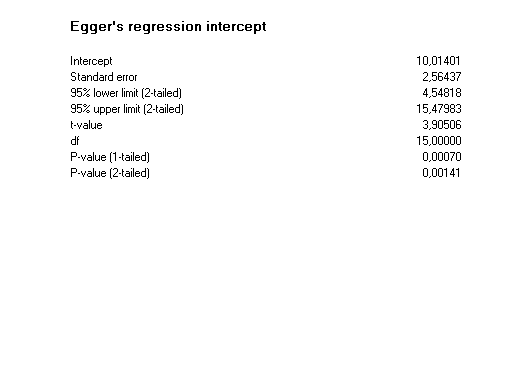 Egger's regression intercept
Intercept 10,01401
Standard error 2,56437
95% lower limit (2-tailed) 4,54818
95% upper limit (2-tailed) 15,47983
t-value 3,90506
df 15,00000
P-value (1-tailed) 0,00070
P-value (2-tailed) 0,00141